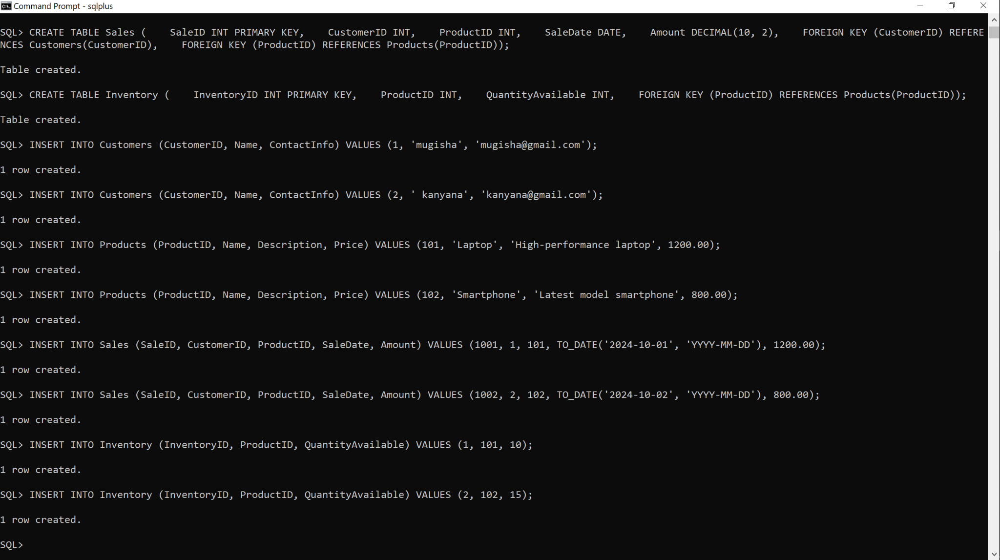 Command Prompt - sqlplus
SQL> CREATE TABLE Sales (    SaleID INT PRIMARY KEY,    CustomerID INT,    ProductID INT,    SaleDate DATE,    Amount DECIMAL(10, 2),    FOREIGN KEY (CustomerID) REFERE
NCES Customers(CustomerID),    FOREIGN KEY (ProductID) REFERENCES Products(ProductID));
Table created.
SQL> CREATE TABLE Inventory (    InventoryID INT PRIMARY KEY,    ProductID INT,    QuantityAvailable INT,    FOREIGN KEY (ProductID) REFERENCES Products(ProductID));
Table created.
SQL> INSERT INTO Customers (CustomerID, Name, ContactInfo) VALUES (1, 'mugisha', 'mugisha@gmail.com');
1 row created.
SQL> INSERT INTO Customers (CustomerID, Name, ContactInfo) VALUES (2, ' kanyana', 'kanyana@gmail.com');
1 row created.
SQL> INSERT INTO Products (ProductID, Name, Description, Price) VALUES (101, 'Laptop', 'High-performance laptop', 1200.00);
1 row created.
SQL> INSERT INTO Products (ProductID, Name, Description, Price) VALUES (102, 'Smartphone', 'Latest model smartphone', 800.00);
1 row created.
SQL> INSERT INTO Sales (SaleID, CustomerID, ProductID, SaleDate, Amount) VALUES (1001, 1, 101, TO_DATE('2024-10-01', 'YYYY-MM-DD'), 1200.00);
1 row created.
SQL> INSERT INTO Sales (SaleID, CustomerID, ProductID, SaleDate, Amount) VALUES (1002, 2, 102, TO_DATE('2024-10-02', 'YYYY-MM-DD'), 800.00);
1 row created.
SQL> INSERT INTO Inventory (InventoryID, ProductID, QuantityAvailable) VALUES (1, 101, 10);
1 row created.
SQL> INSERT INTO Inventory (InventoryID, ProductID, QuantityAvailable) VALUES (2, 102, 15);
1 row created.
SQL>